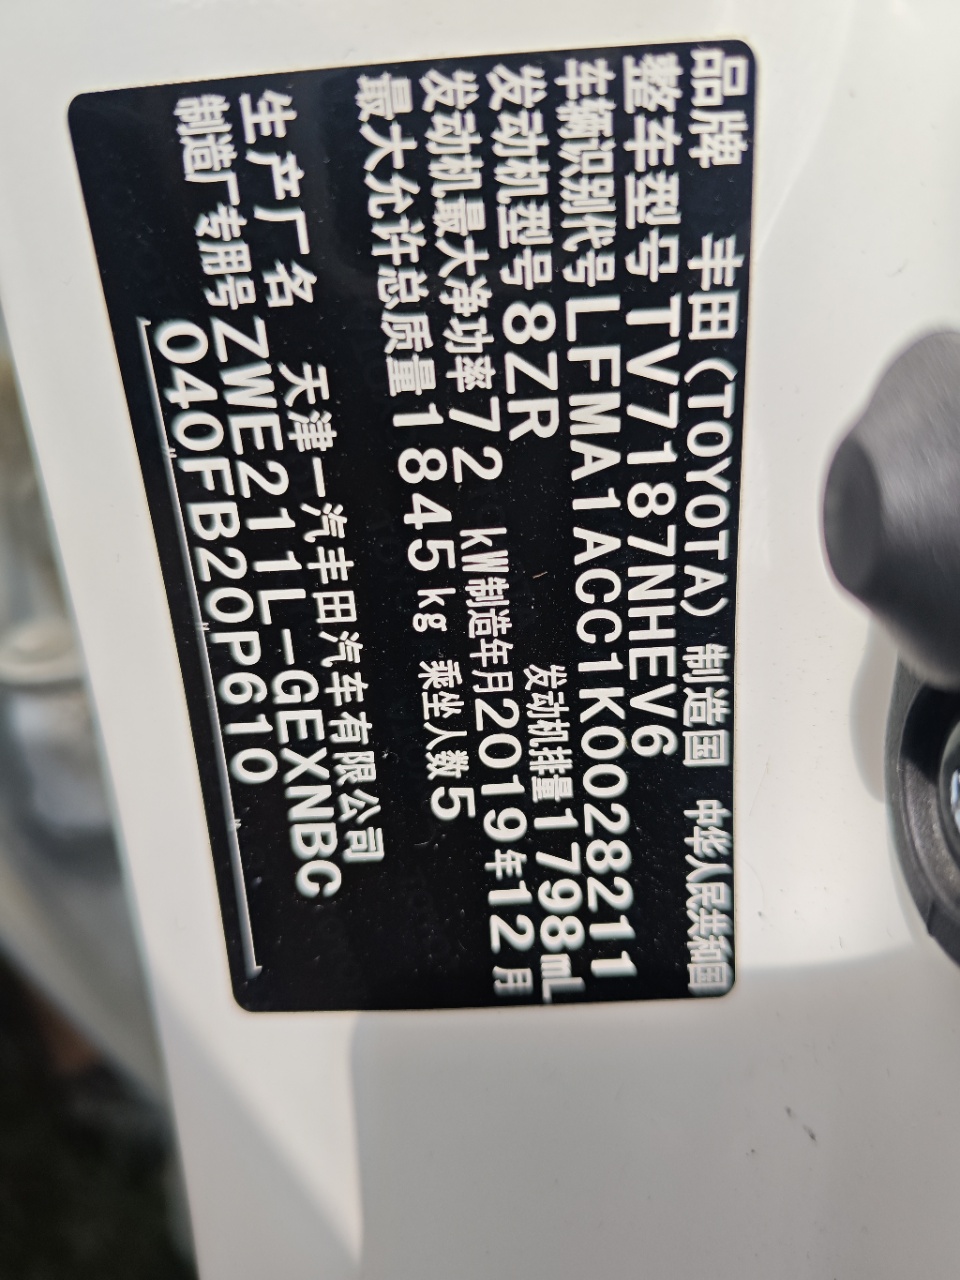 品牌 丰田(TOYOTA) 制造国 中华人民共和国
整车型号 TV7187NHEV6
车辆识别代号 LFMA1ACC1K0028211
发动机型号 8ZR 发动机排量 1798mL
发动机最大净功率 72 kW 制造年月 2019年12月
最大允许总质量 1845kg 乘坐人数 5
生产厂名 天津一汽丰田汽车有限公司
制造厂专用号 ZWE211L-GEXNBC
040FB20P610